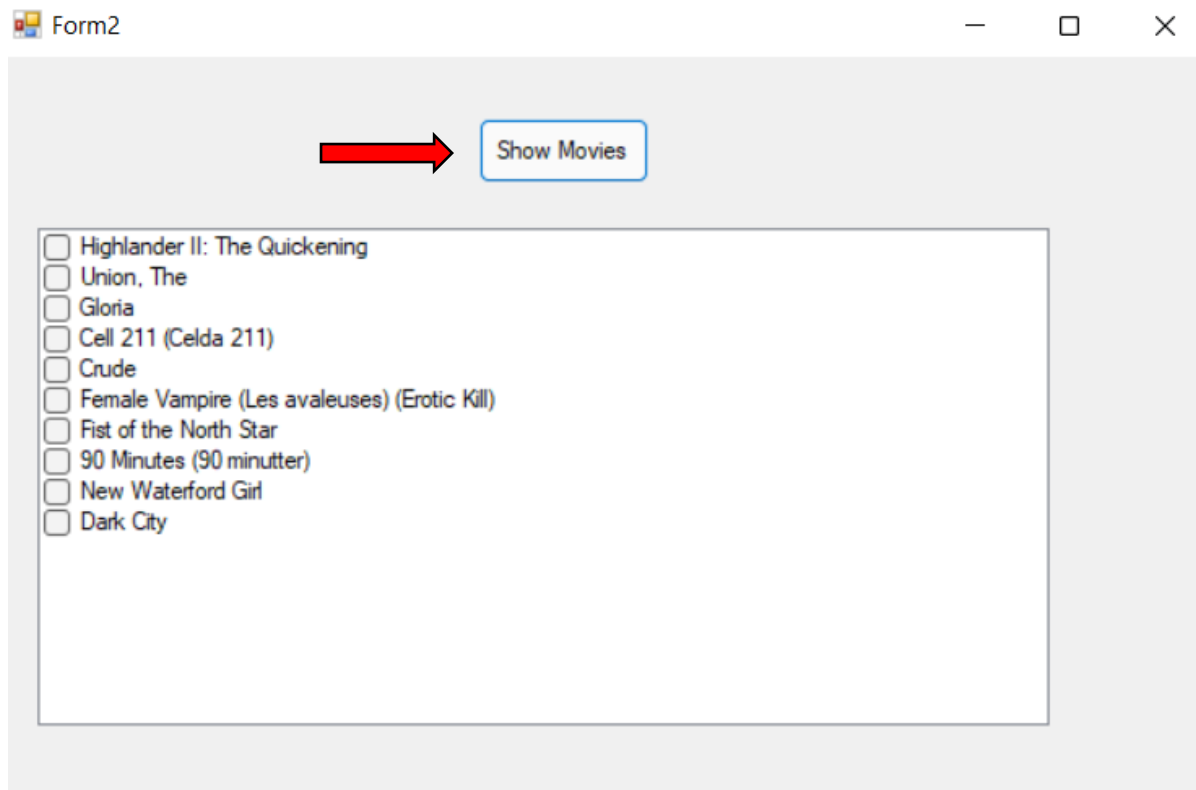 Form2
Show Movies
Highlander II: The Quickening
Union, The
Gloria
Cell 211 (Celda 211)
Crude
Female Vampire (Les avaleuses) (Erotic Kill)
Fist of the North Star
90 Minutes (90 minutter)
New Waterford Girl
Dark City